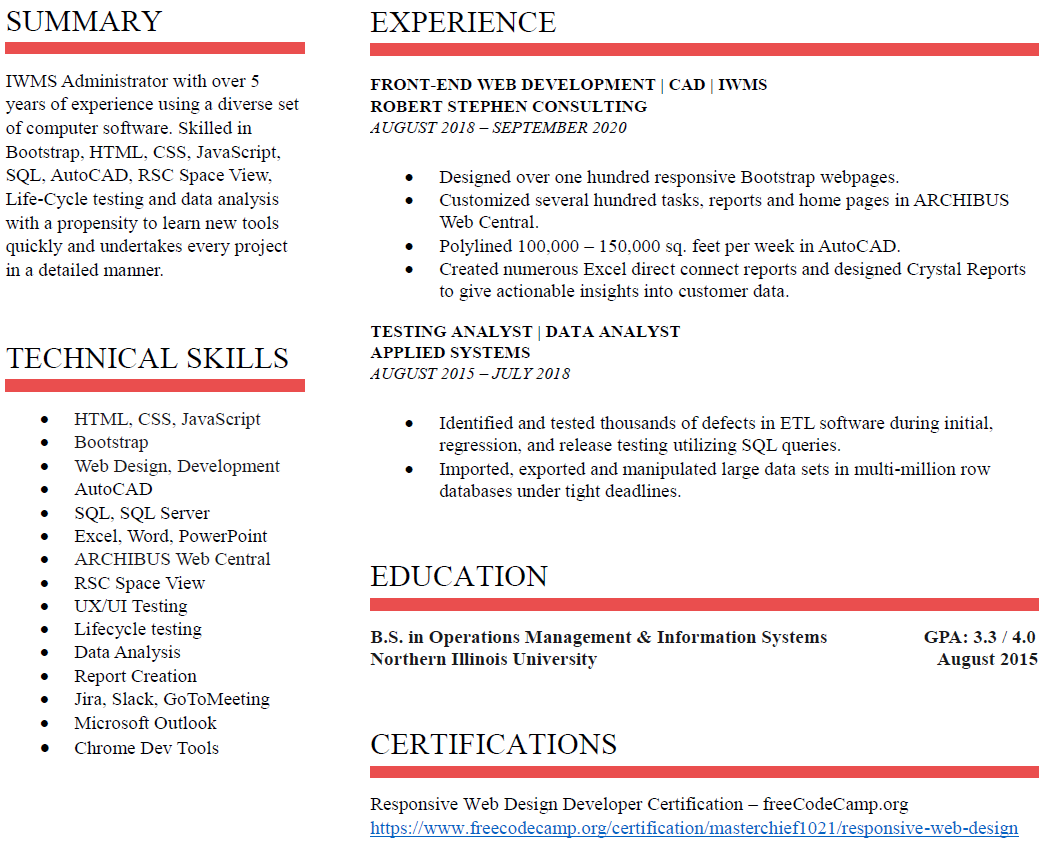 SUMMARY
IWMS Administrator with over 5
years of experience using a diverse set
of computer software. Skilled in
Bootstrap, HTML, CSS, JavaScript,
SQL, AutoCAD, RSC Space View,
Life-Cycle testing and data analysis
with a propensity to learn new tools
quickly and undertakes every project
in a detailed manner.
TECHNICAL SKILLS
• HTML, CSS, JavaScript
• Bootstrap
• Web Design, Development
• AutoCAD
• SQL, SQL Server
• Excel, Word, PowerPoint
• ARCHIBUS Web Central
• RSC Space View
• UX/UI Testing
• Lifecycle testing
• Data Analysis
• Report Creation
• Jira, Slack, GoToMeeting
• Microsoft Outlook
• Chrome Dev Tools
EXPERIENCE
FRONT-END WEB DEVELOPMENT | CAD | IWMS
ROBERT STEPHEN CONSULTING
AUGUST 2018 – SEPTEMBER 2020
• Designed over one hundred responsive Bootstrap webpages.
• Customized several hundred tasks, reports and home pages in ARCHIBUS
Web Central.
• Polylined 100,000 – 150,000 sq. feet per week in AutoCAD.
• Created numerous Excel direct connect reports and designed Crystal Reports
to give actionable insights into customer data.
TESTING ANALYST | DATA ANALYST
APPLIED SYSTEMS
AUGUST 2015 – JULY 2018
• Identified and tested thousands of defects in ETL software during initial,
regression, and release testing utilizing SQL queries.
• Imported, exported and manipulated large data sets in multi-million row
databases under tight deadlines.
EDUCATION
B.S. in Operations Management & Information Systems GPA: 3.3 / 4.0
Northern Illinois University August 2015
CERTIFICATIONS
Responsive Web Design Developer Certification – freeCodeCamp.org
https://www.freecodecamp.org/certification/masterchief1021/responsive-web-design